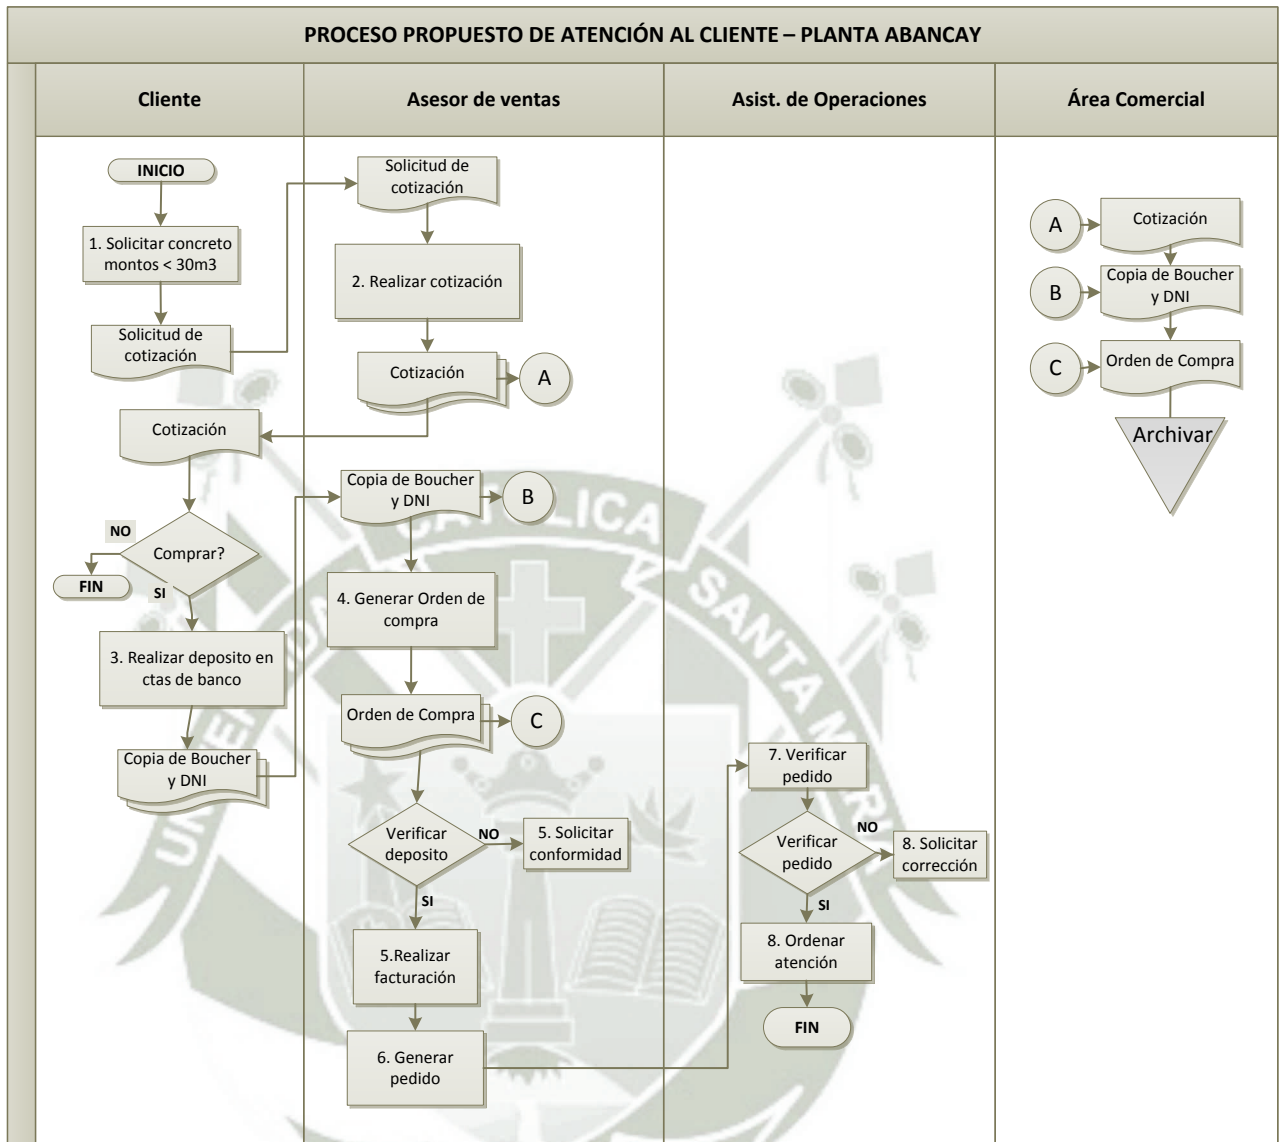 PROCESO PROPUESTO DE ATENCIÓN AL CLIENTE – PLANTA ABANCAY
Cliente
Asesor de ventas
Asist. de Operaciones
Área Comercial
INICIO
1. Solicitar concreto
montos < 30m3
Solicitud de
cotización
Cotización
Comprar?
NO
FIN
SI
3. Realizar deposito en
ctas de banco
Copia de Boucher
y DNI
Solicitud de
cotización
2. Realizar cotización
Cotización
A
Copia de Boucher
y DNI
B
4. Generar Orden de
compra
Orden de Compra
C
Verificar
deposito
NO
5. Solicitar
conformidad
SI
5.Realizar
facturación
6. Generar
pedido
7. Verificar
pedido
Verificar
pedido
NO
8. Solicitar
corrección
SI
8. Ordenar
atención
FIN
A
Cotización
B
Copia de Boucher
y DNI
C
Orden de Compra
Archivar
SANTA